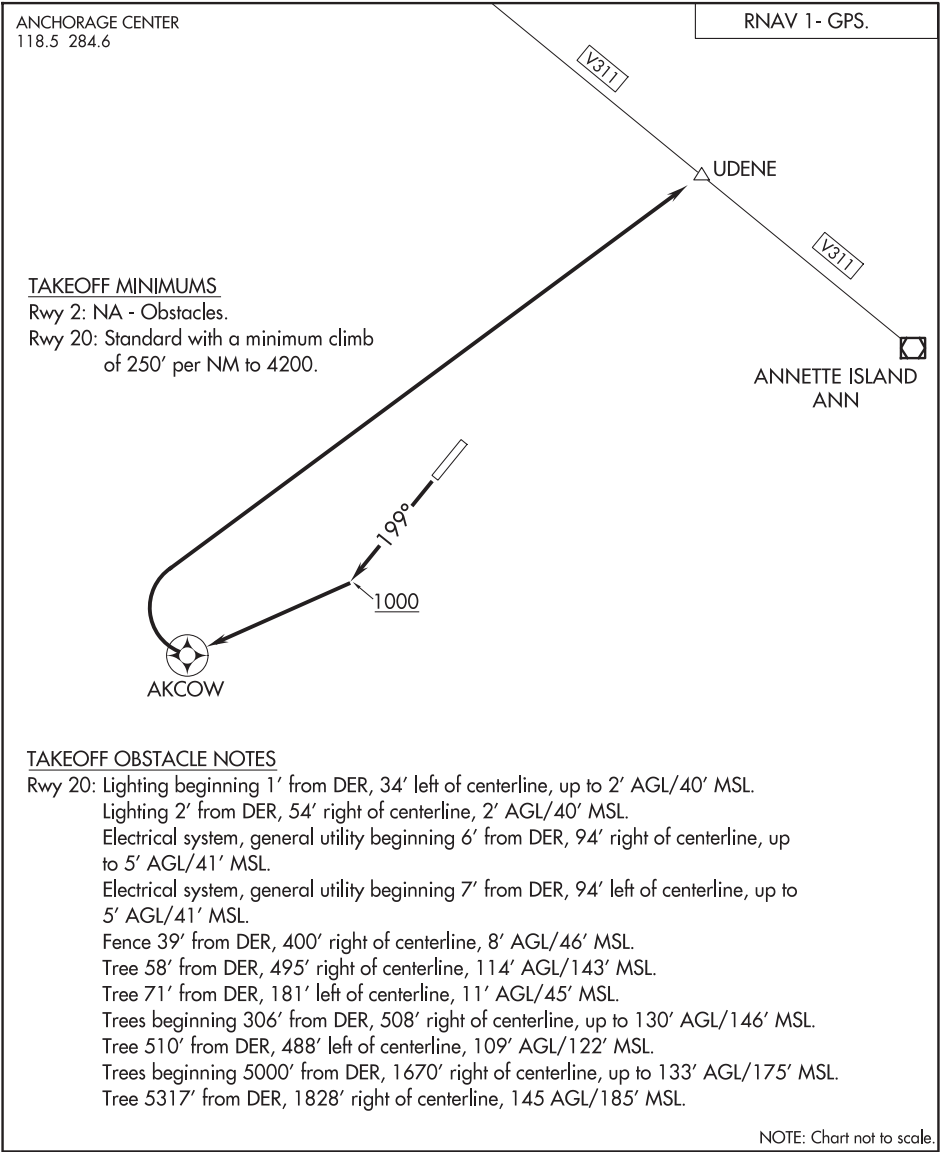 ANCHORAGE CENTER
118.5 284.6
RNAV 1- GPS.
V311
UDENE
V311
ANNETTE ISLAND
ANN
TAKEOFF MINIMUMS
Rwy 2: NA - Obstacles.
Rwy 20: Standard with a minimum climb
of 250′ per NM to 4200.
199°
1000
AKCOW
TAKEOFF OBSTACLE NOTES
Rwy 20: Lighting beginning 1′ from DER, 34′ left of centerline, up to 2′ AGL/40′ MSL.
Lighting 2′ from DER, 54′ right of centerline, 2′ AGL/40′ MSL.
Electrical system, general utility beginning 6′ from DER, 94′ right of centerline, up
to 5′ AGL/41′ MSL.
Electrical system, general utility beginning 7′ from DER, 94′ left of centerline, up to
5′ AGL/41′ MSL.
Fence 39′ from DER, 400′ right of centerline, 8′ AGL/46′ MSL.
Tree 58′ from DER, 495′ right of centerline, 114′ AGL/143′ MSL.
Tree 71′ from DER, 181′ left of centerline, 11′ AGL/45′ MSL.
Trees beginning 306′ from DER, 508′ right of centerline, up to 130′ AGL/146′ MSL.
Tree 510′ from DER, 488′ left of centerline, 109′ AGL/122′ MSL.
Trees beginning 5000′ from DER, 1670′ right of centerline, up to 133′ AGL/175′ MSL.
Tree 5317′ from DER, 1828′ right of centerline, 145 AGL/185′ MSL.
NOTE: Chart not to scale.